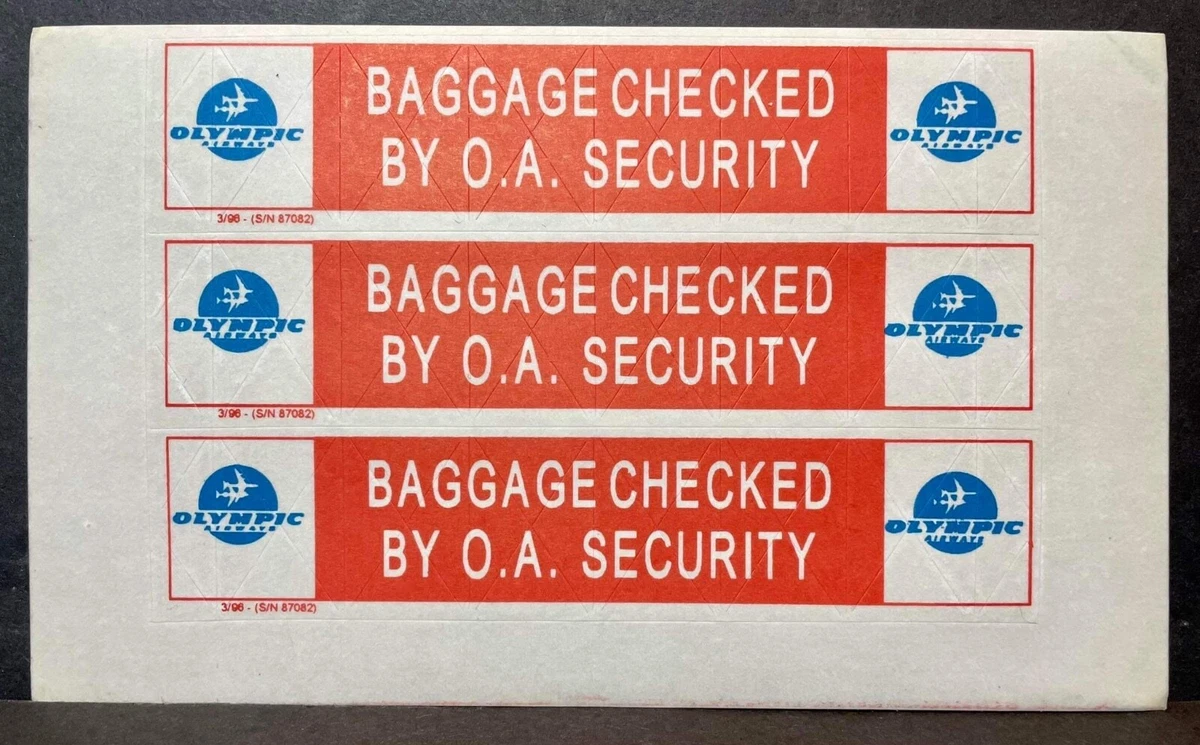 OLYMPIC
AIRWAYS
BAGGAGE CHECKED
BY O.A. SECURITY
OLYMPIC
AIRWAYS
3/96 - (S/N 87082)
OLYMPIC
AIRWAYS
BAGGAGE CHECKED
BY O.A. SECURITY
OLYMPIC
AIRWAYS
3/96 - (S/N 87082)
OLYMPIC
AIRWAYS
BAGGAGE CHECKED
BY O.A. SECURITY
OLYMPIC
AIRWAYS
3/96 - (S/N 87082)